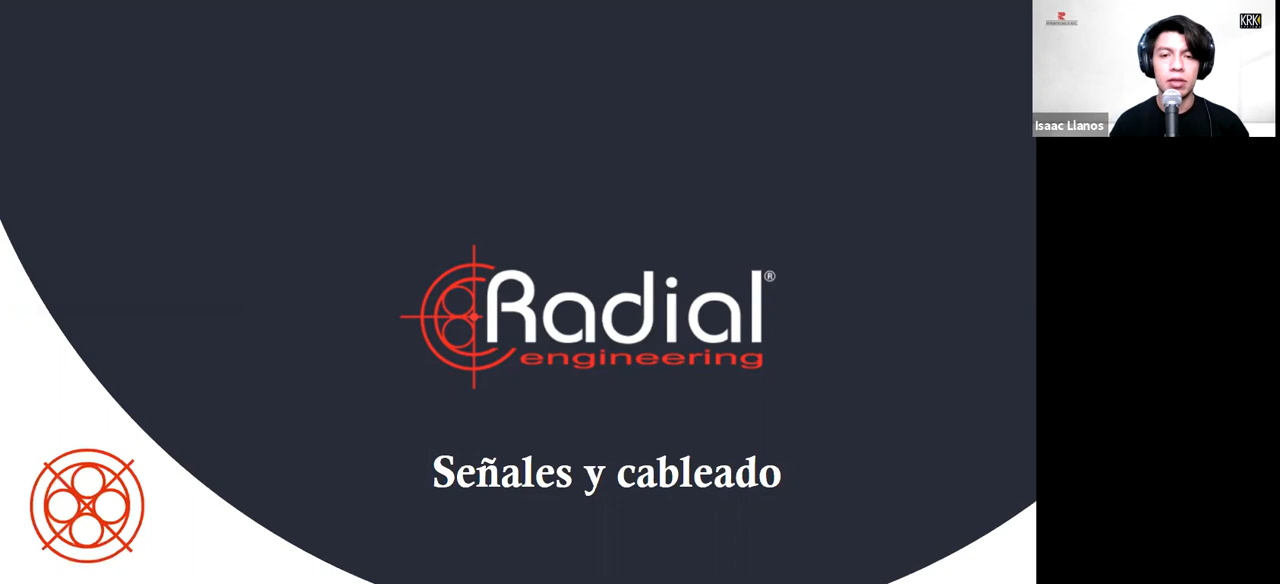 KRK
Isaac Llanos
Radial®
engineering
Señales y cableado